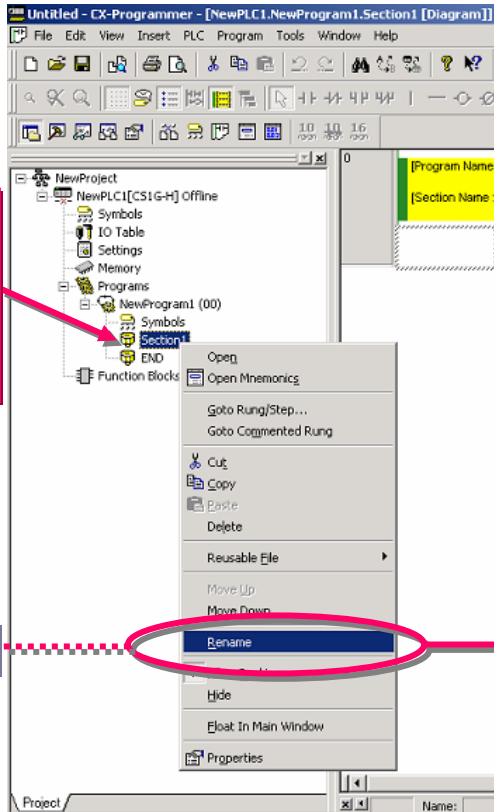 Untitled - CX-Programmer - [NewPLC1.NewProgram1.Section1 [Diagram]]
File Edit View Insert PLC Program Tools Window Help
10 16
0
[Program Name
[Section Name :
NewProject
NewPLC1[CS1G-H] Offline
Symbols
IO Table
Settings
Memory
Programs
NewProgram1 (00)
Symbols
Section1
END
Function Blocks
Open
Open Mnemonics
Goto Rung/Step...
Goto Commented Rung
Cut
Copy
Paste
Delete
Reusable File
Move Up
Move Down
Rename
Hide
Float In Main Window
Properties
Project
Name: